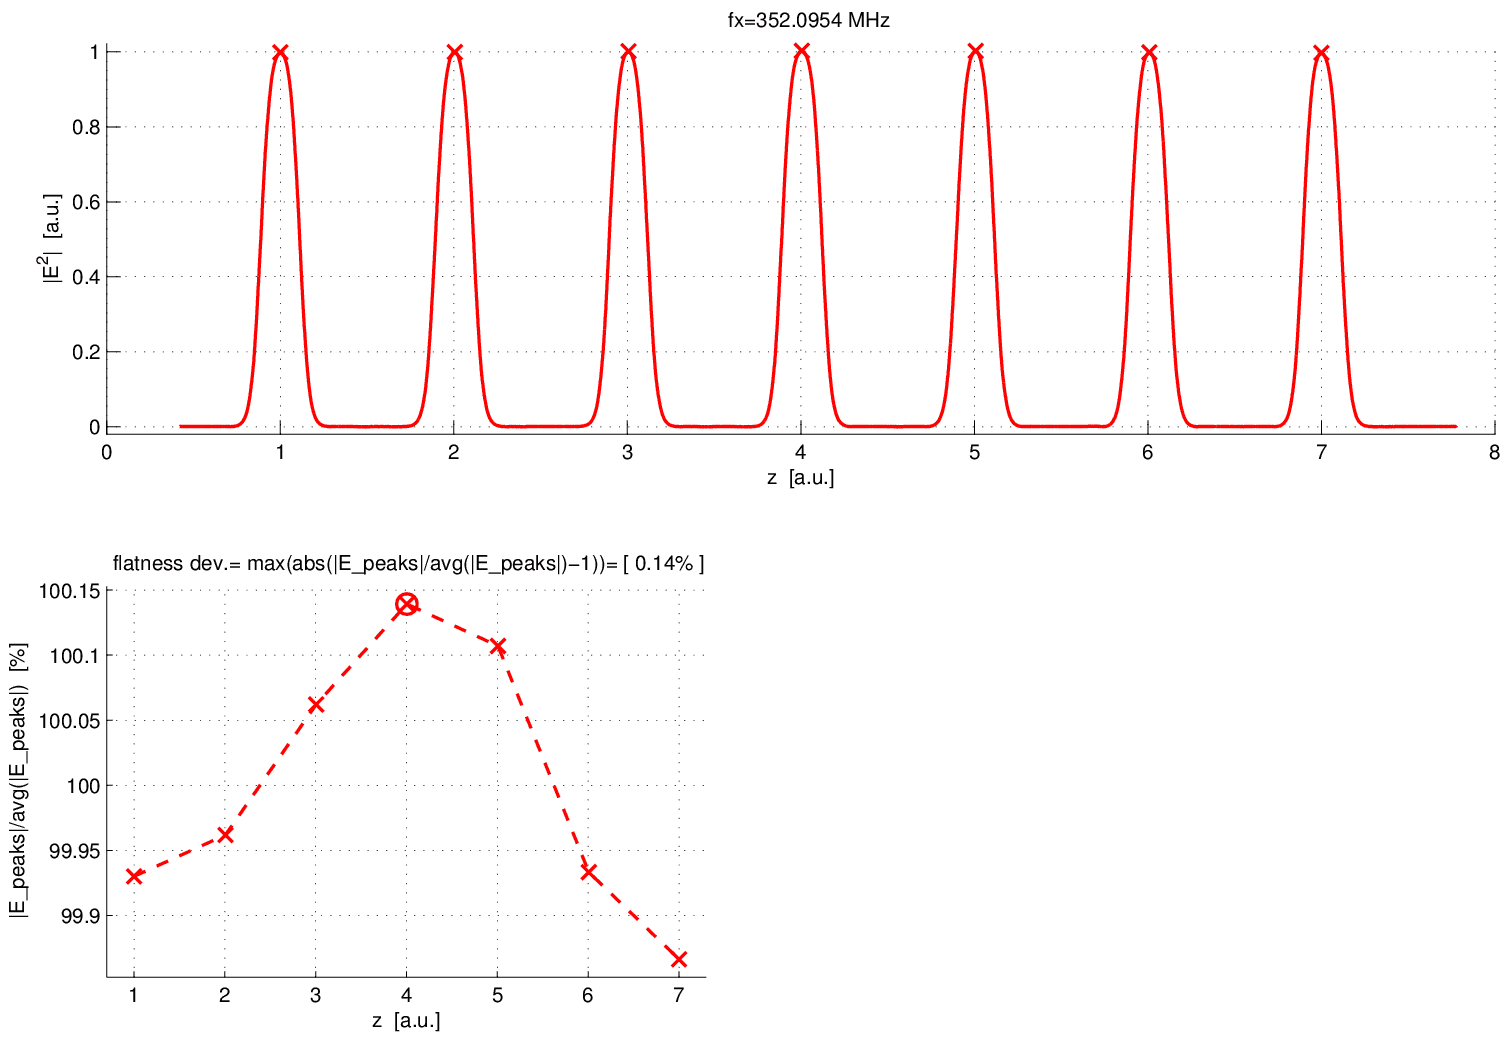 fx=352.0954 MHz
1
0.8
0.6
0.4
0.2
0
|E²| [a.u.]
0 1 2 3 4 5 6 7 8
z [a.u.]
flatness dev.= max(abs(|E_peaks|/avg(|E_peaks|)−1))= [ 0.14% ]
100.15
100.1
100.05
100
99.95
99.9
|E_peaks|/avg(|E_peaks|) [%]
1 2 3 4 5 6 7
z [a.u.]